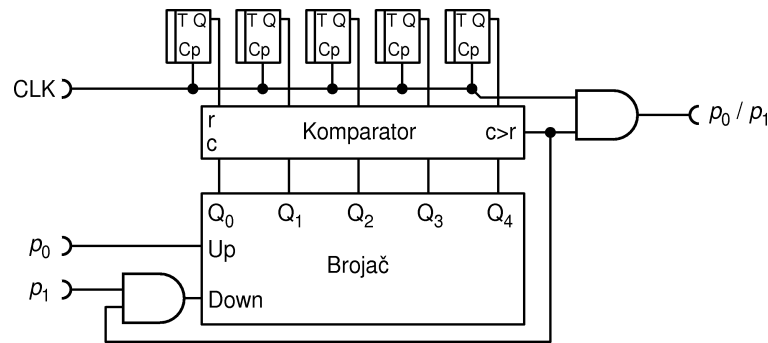 T Q T Q T Q T Q T Q
Cp Cp Cp Cp Cp
CLK
r
c
Komparator
c>r
p0 / p1
Q0 Q1 Q2 Q3 Q4
p0
Up
Brojač
p1
Down